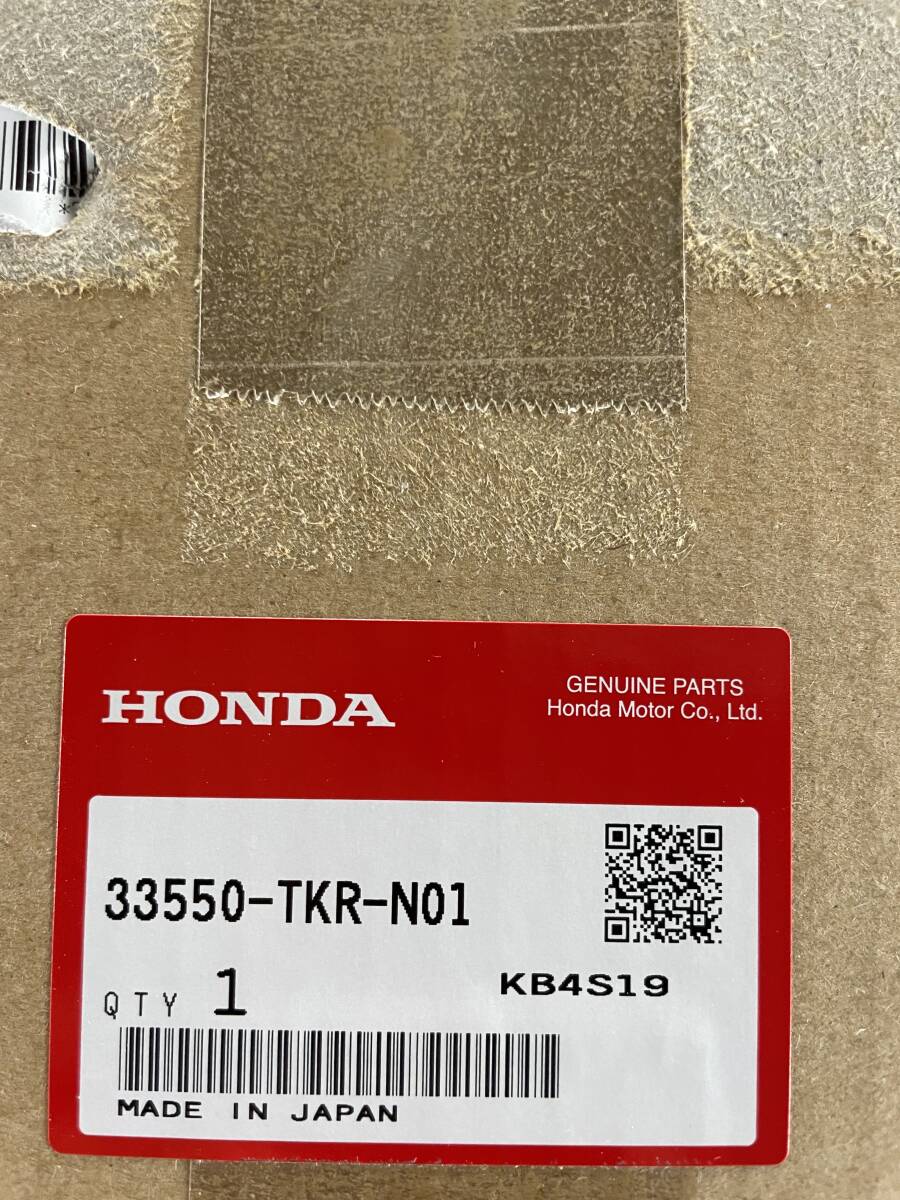 HONDA
GENUINE PARTS
Honda Motor Co., Ltd.
33550-TKR-N01
QTY 1
KB4S19
MADE IN JAPAN